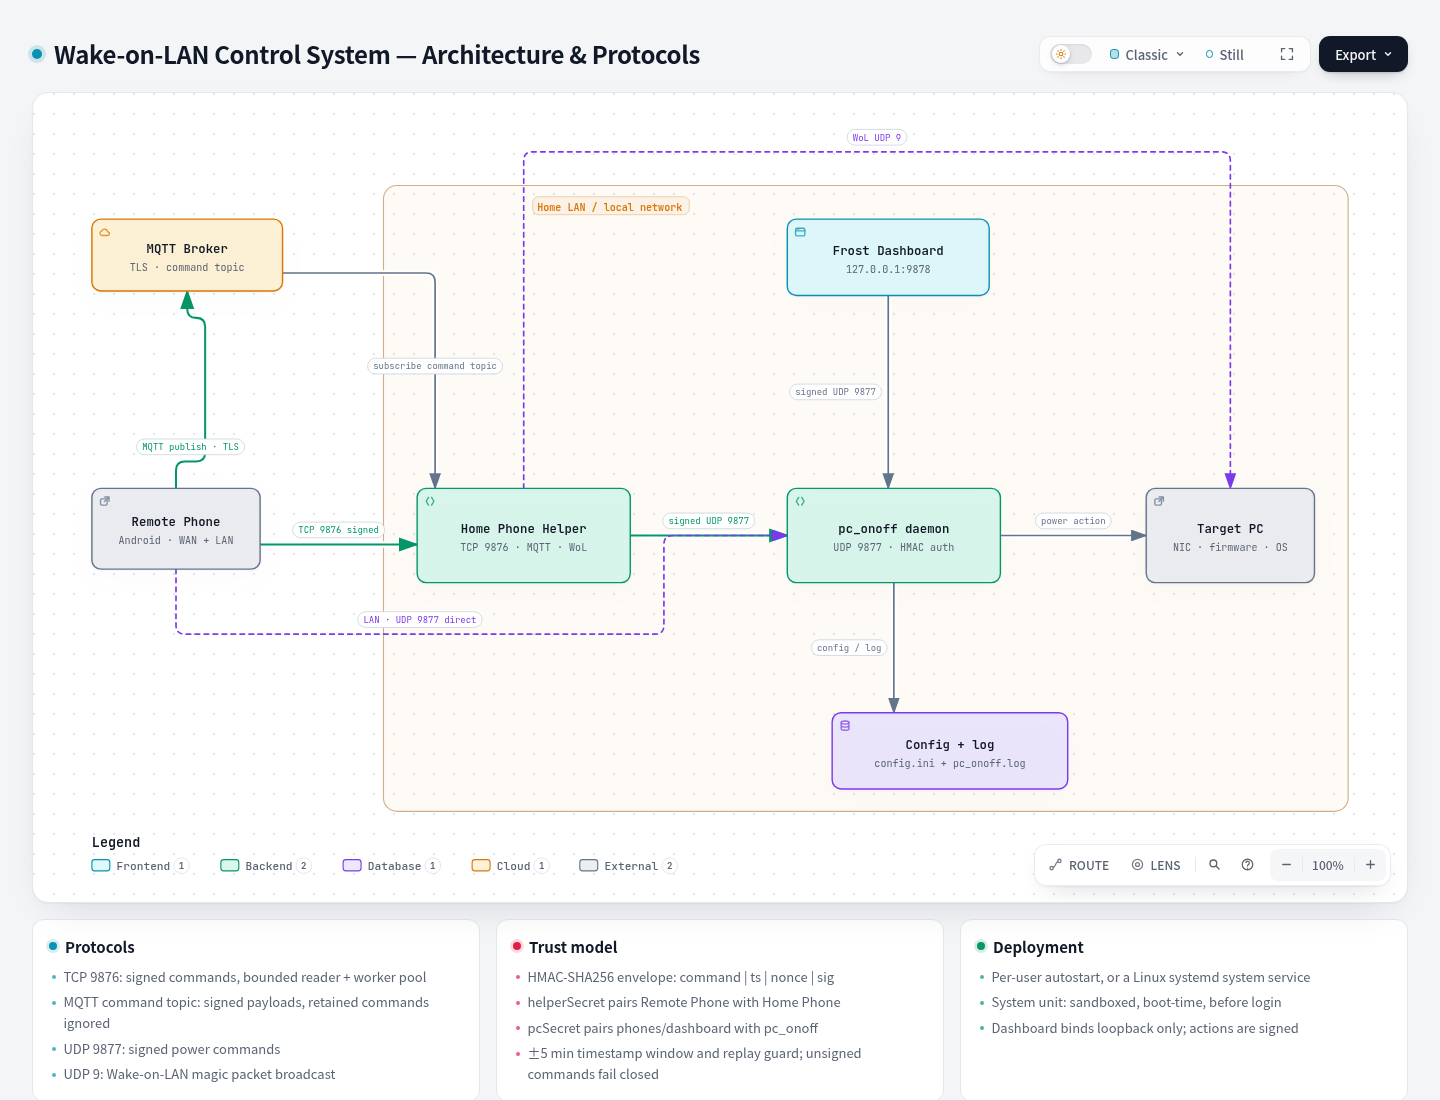 Wake-on-LAN Control System — Architecture & Protocols
Classic
Still
Export
WoL UDP 9
Home LAN / local network
MQTT Broker
TLS · command topic
Frost Dashboard
127.0.0.1:9878
subscribe command topic
signed UDP 9877
MQTT publish · TLS
Remote Phone
Android · WAN + LAN
TCP 9876 signed
Home Phone Helper
TCP 9876 · MQTT · WoL
signed UDP 9877
pc_onoff daemon
UDP 9877 · HMAC auth
power action
Target PC
NIC · firmware · OS
LAN · UDP 9877 direct
config / log
Config + log
config.ini + pc_onoff.log
Legend
Frontend 1
Backend 2
Database 1
Cloud 1
External 2
ROUTE
LENS
− 100% +
Protocols
• TCP 9876: signed commands, bounded reader + worker pool
• MQTT command topic: signed payloads, retained commands
ignored
• UDP 9877: signed power commands
• UDP 9: Wake-on-LAN magic packet broadcast
Trust model
• HMAC-SHA256 envelope: command | ts | nonce | sig
• helperSecret pairs Remote Phone with Home Phone
• pcSecret pairs phones/dashboard with pc_onoff
• ±5 min timestamp window and replay guard; unsigned
commands fail closed
Deployment
• Per-user autostart, or a Linux systemd system service
• System unit: sandboxed, boot-time, before login
• Dashboard binds loopback only; actions are signed